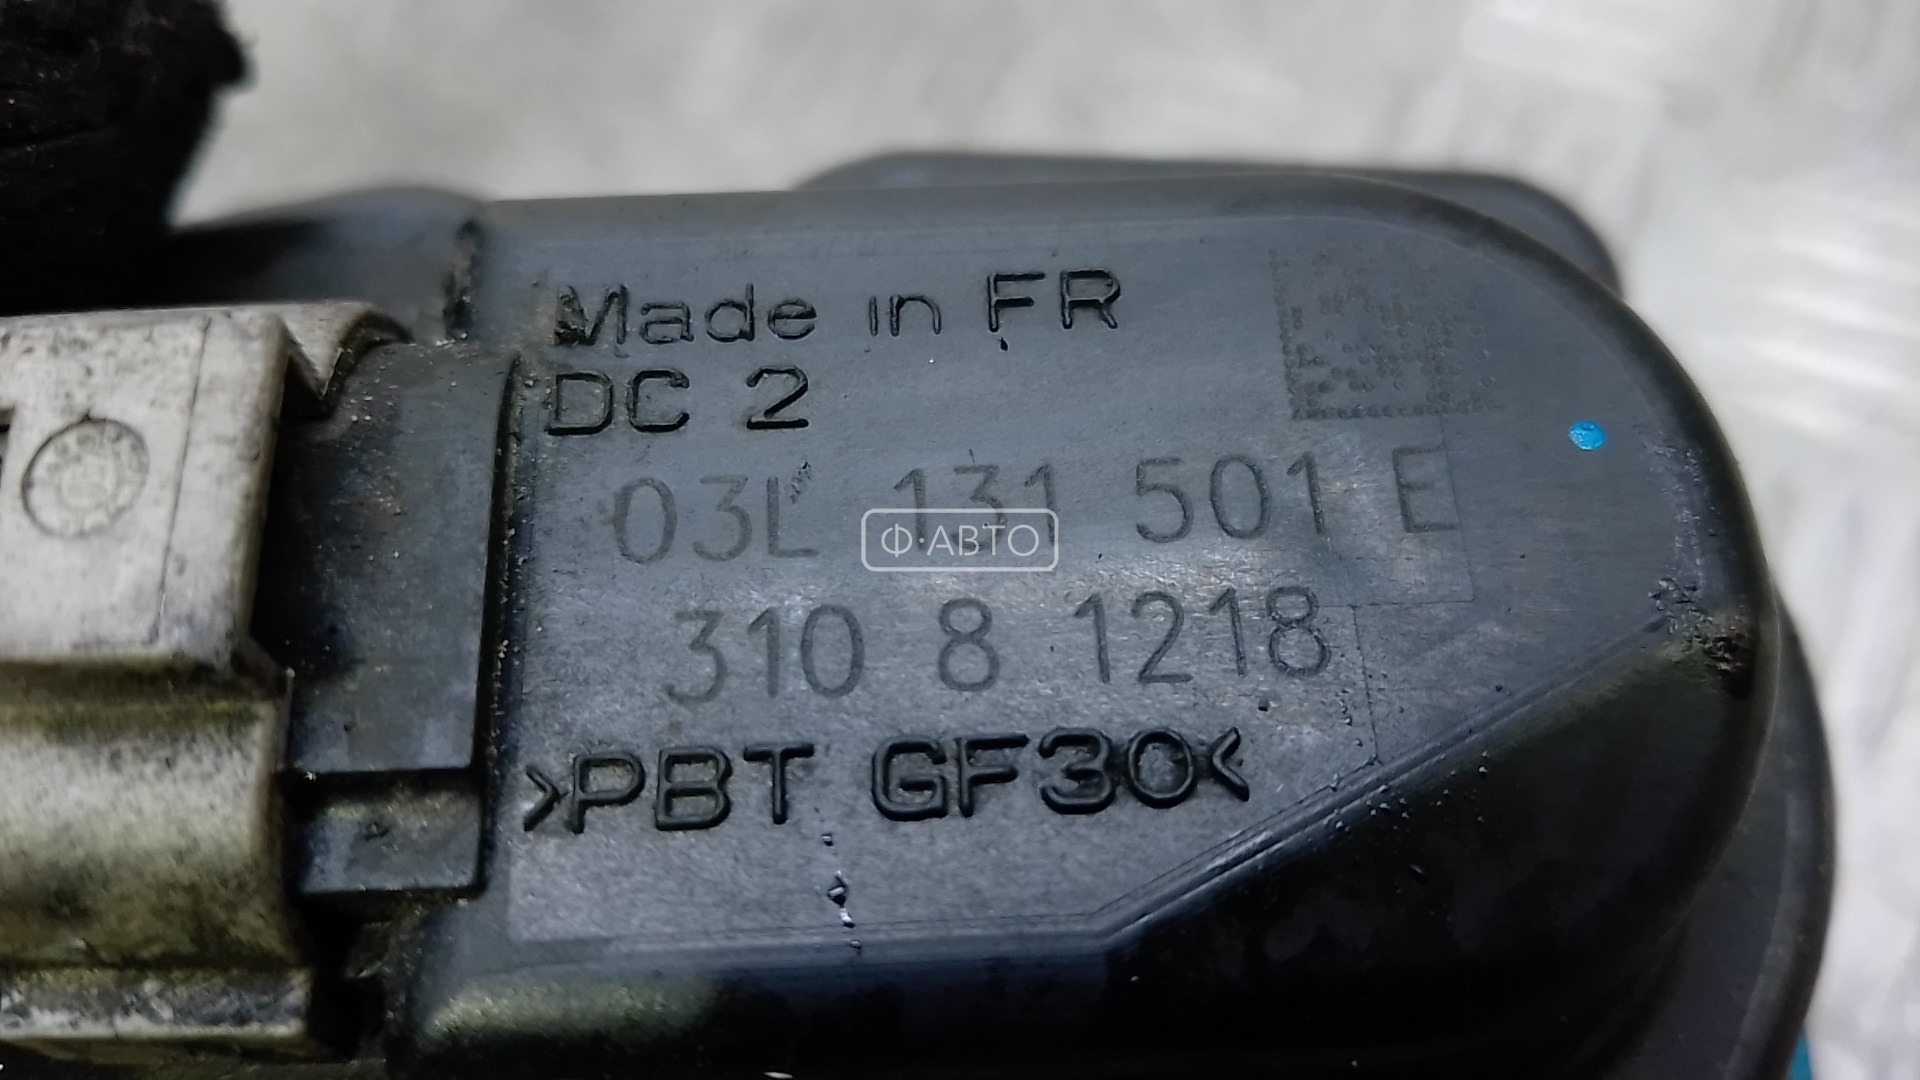 Made in FR
DC 2
03L 131 501 E
Ф·АВТО
310 8 1218
>PBT GF30<